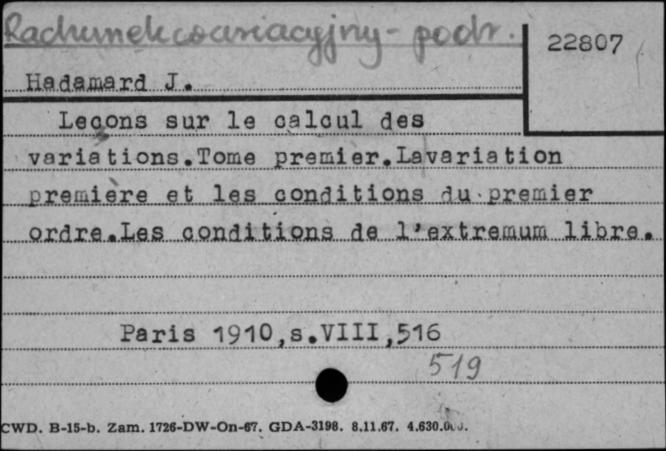 Rachunek wariacyjny - podr.
22807
Hadamard J.
Leçons sur le calcul des
variations.Tome premier.Lavariation
première et les conditions du premier
ordre.Les conditions de l'extremum libre.
Paris 1910,s.VIII,516
519
CWD. B-15-b. Zam. 1726-DW-On-67. GDA-3198. 8.11.67.